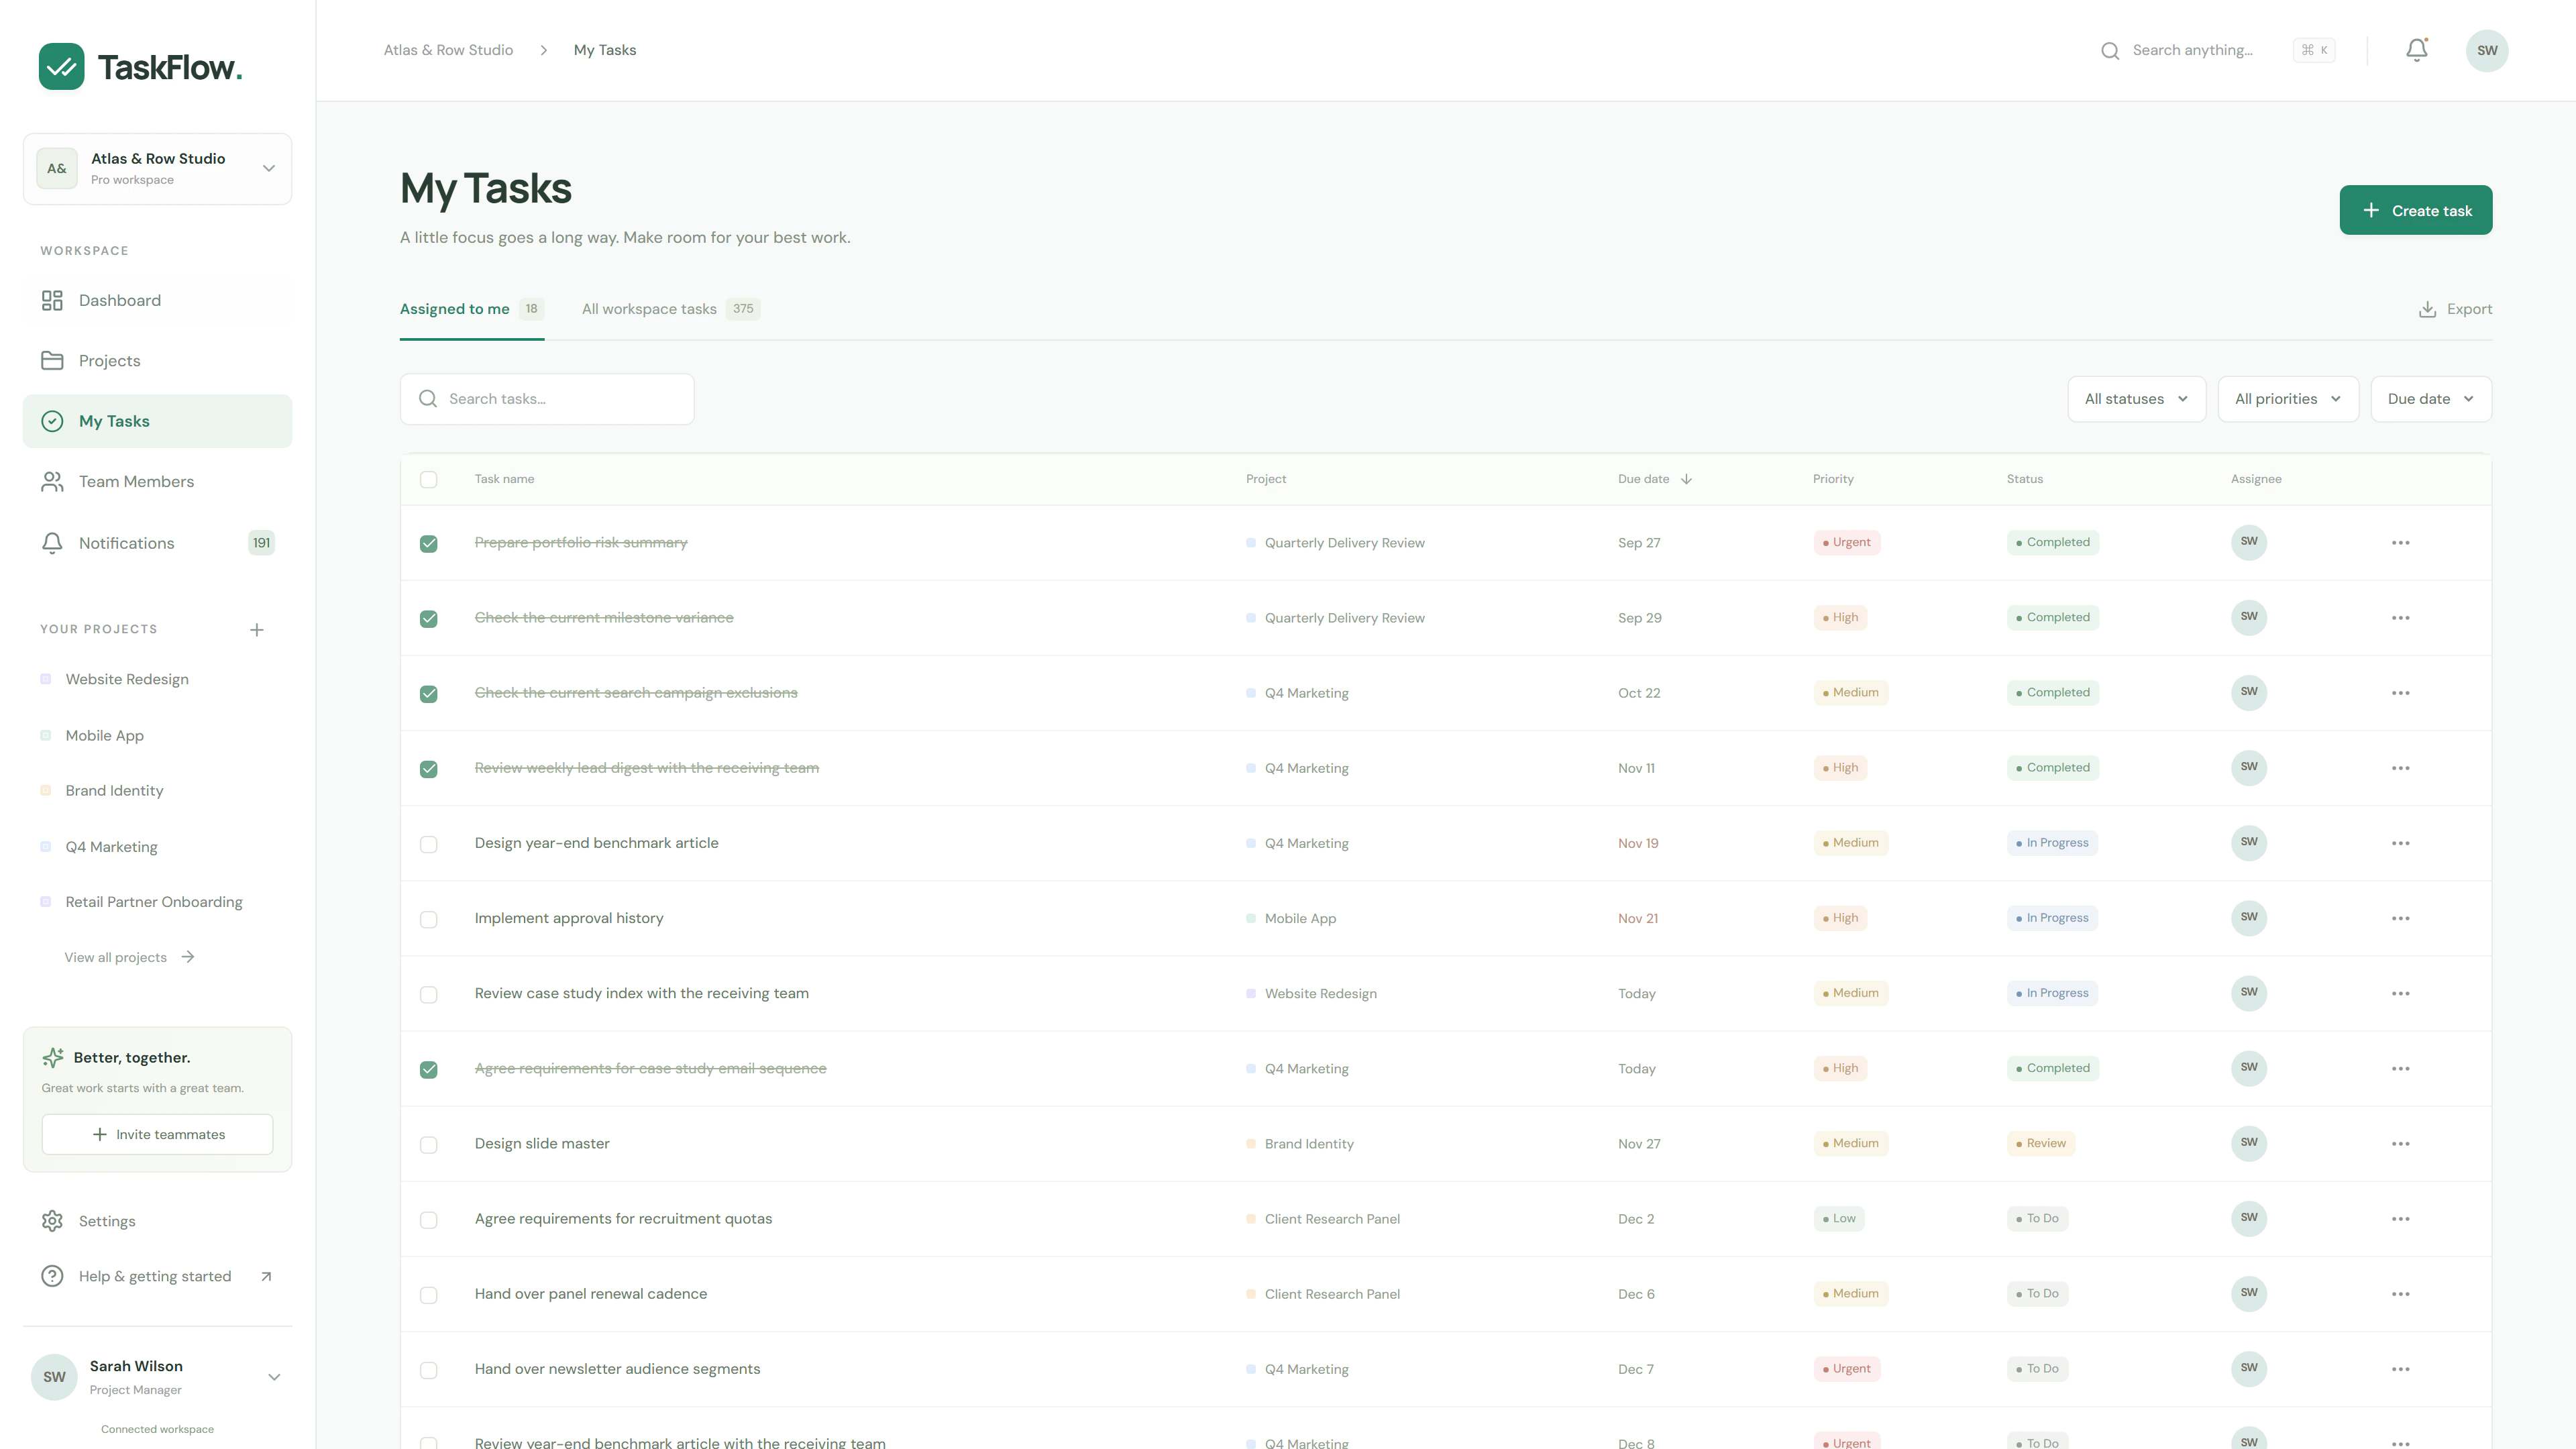 TaskFlow.
A&
Atlas & Row Studio
Pro workspace
WORKSPACE
Dashboard
Projects
My Tasks
Team Members
Notifications 191
YOUR PROJECTS
Website Redesign
Mobile App
Brand Identity
Q4 Marketing
Retail Partner Onboarding
View all projects
Better, together.
Great work starts with a great team.
Invite teammates
Settings
Help & getting started
SW
Sarah Wilson
Project Manager
Connected workspace
Atlas & Row Studio My Tasks
Search anything... ⌘ K
SW
My Tasks
A little focus goes a long way. Make room for your best work.
Create task
Assigned to me 18 All workspace tasks 375 Export
Search tasks... All statuses All priorities Due date
Task name Project Due date Priority Status Assignee
Prepare portfolio risk summary Quarterly Delivery Review Sep 27 Urgent Completed SW
Check the current milestone variance Quarterly Delivery Review Sep 29 High Completed SW
Check the current search campaign exclusions Q4 Marketing Oct 22 Medium Completed SW
Review weekly lead digest with the receiving team Q4 Marketing Nov 11 High Completed SW
Design year-end benchmark article Q4 Marketing Nov 19 Medium In Progress SW
Implement approval history Mobile App Nov 21 High In Progress SW
Review case study index with the receiving team Website Redesign Today Medium In Progress SW
Agree requirements for case study email sequence Q4 Marketing Today High Completed SW
Design slide master Brand Identity Nov 27 Medium Review SW
Agree requirements for recruitment quotas Client Research Panel Dec 2 Low To Do SW
Hand over panel renewal cadence Client Research Panel Dec 6 Medium To Do SW
Hand over newsletter audience segments Q4 Marketing Dec 7 Urgent To Do SW
Review year-end benchmark article with the receiving team Q4 Marketing Dec 8 Urgent To Do SW